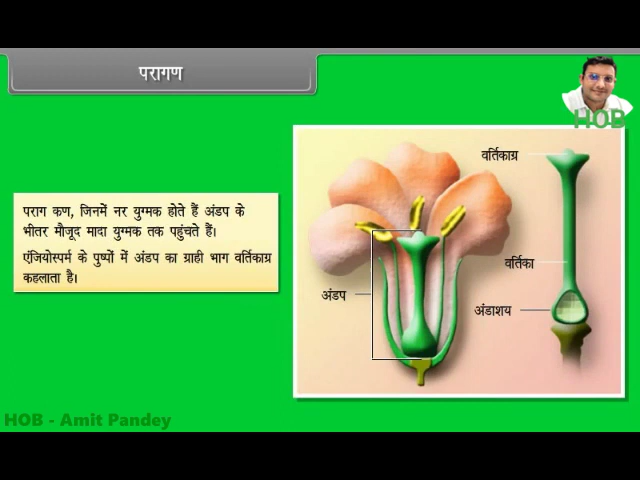 परागण
HOB
पराग कण, जिनमें नर युग्मक होते हैं अंडप के
भीतर मौजूद मादा युग्मक तक पहुंचते हैं।
एंजियोस्पर्म के पुष्पों में अंडप का ग्राही भाग वर्तिकाग्र
कहलाता है।
वर्तिकाग्र
वर्तिका
अंडप
अंडाशय
HOB - Amit Pandey